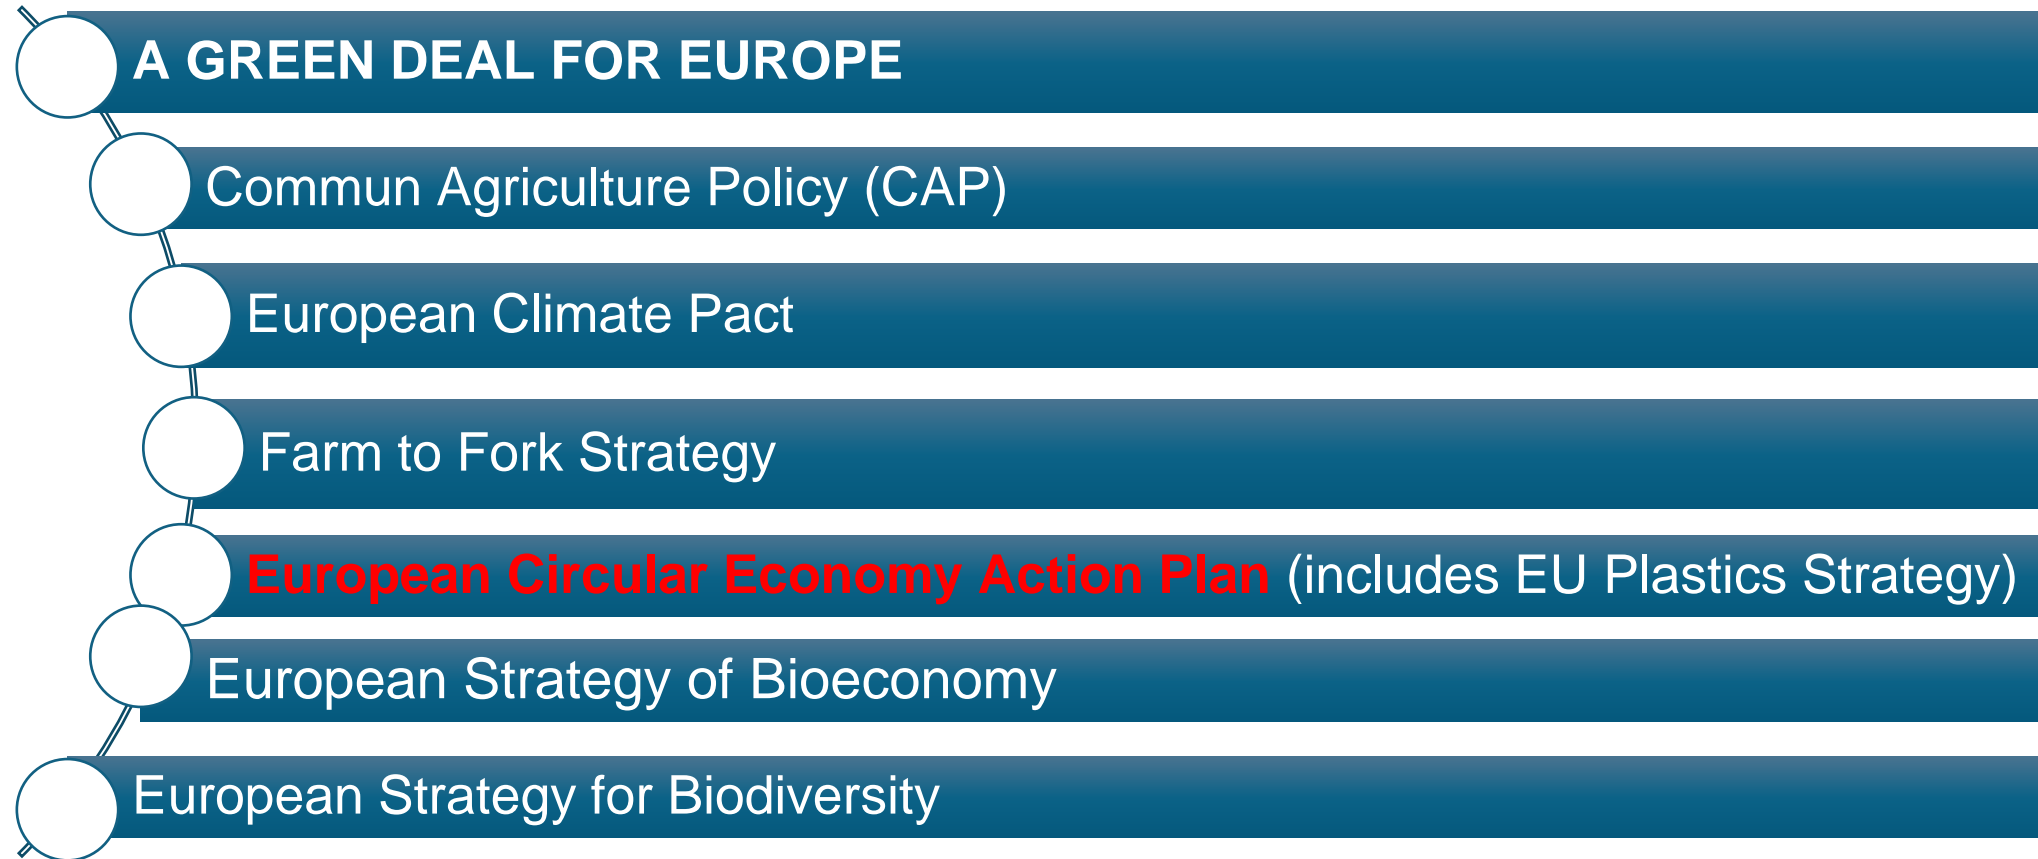 A GREEN DEAL FOR EUROPE
Commun Agriculture Policy (CAP)
European Climate Pact
Farm to Fork Strategy
European Circular Economy Action Plan (includes EU Plastics Strategy)
European Strategy of Bioeconomy
European Strategy for Biodiversity